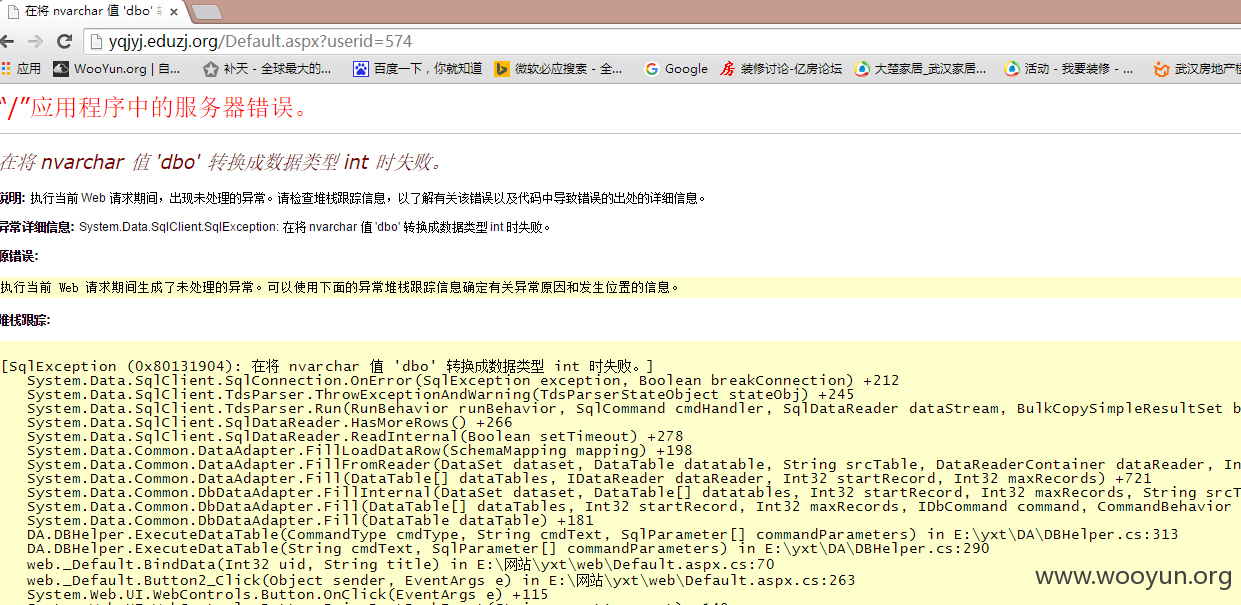 在将 nvarchar 值 'dbo'
yqjyj.eduzj.org/Default.aspx?userid=574
应用 WooYun.org | 自... 补天 - 全球最大的... 百度一下，你就知道 微软必应搜索 - 全... Google 装修讨论-亿房论坛 大楚家居_武汉家居... 活动 - 我要装修 - ... 武汉房地产
“/”应用程序中的服务器错误。
在将 nvarchar 值 'dbo' 转换成数据类型 int 时失败。
说明: 执行当前 Web 请求期间，出现未处理的异常。请检查堆栈跟踪信息，以了解有关该错误以及代码中导致错误的出处的详细信息。
异常详细信息: System.Data.SqlClient.SqlException: 在将 nvarchar 值 'dbo' 转换成数据类型 int 时失败。
源错误:
执行当前 Web 请求期间生成了未处理的异常。可以使用下面的异常堆栈跟踪信息确定有关异常原因和发生位置的信息。
堆栈跟踪:
[SqlException (0x80131904): 在将 nvarchar 值 'dbo' 转换成数据类型 int 时失败。]
System.Data.SqlClient.SqlConnection.OnError(SqlException exception, Boolean breakConnection) +212
System.Data.SqlClient.TdsParser.ThrowExceptionAndWarning(TdsParserStateObject stateObj) +245
System.Data.SqlClient.TdsParser.Run(RunBehavior runBehavior, SqlCommand cmdHandler, SqlDataReader dataStream, BulkCopySimpleResultSet b
System.Data.SqlClient.SqlDataReader.HasMoreRows() +266
System.Data.SqlClient.SqlDataReader.ReadInternal(Boolean setTimeout) +278
System.Data.Common.DataAdapter.FillLoadDataRow(SchemaMapping mapping) +198
System.Data.Common.DataAdapter.FillFromReader(DataSet dataset, DataTable datatable, String srcTable, DataReaderContainer dataReader, In
System.Data.Common.DataAdapter.Fill(DataTable[] dataTables, IDataReader dataReader, Int32 startRecord, Int32 maxRecords) +721
System.Data.Common.DbDataAdapter.FillInternal(DataSet dataset, DataTable[] datatables, Int32 startRecord, Int32 maxRecords, String srcT
System.Data.Common.DbDataAdapter.Fill(DataTable[] dataTables, Int32 startRecord, Int32 maxRecords, IDbCommand command, CommandBehavior
System.Data.Common.DbDataAdapter.Fill(DataTable dataTable) +181
DA.DBHelper.ExecuteDataTable(CommandType cmdType, String cmdText, SqlParameter[] commandParameters) in E:\yxt\DA\DBHelper.cs:313
DA.DBHelper.ExecuteDataTable(String cmdText, SqlParameter[] commandParameters) in E:\yxt\DA\DBHelper.cs:290
web._Default.BindData(Int32 uid, String title) in E:\网站\yxt\web\Default.aspx.cs:70
web._Default.Button2_Click(Object sender, EventArgs e) in E:\网站\yxt\web\Default.aspx.cs:263
System.Web.UI.WebControls.Button.OnClick(EventArgs e) +115
www.wooyun.org